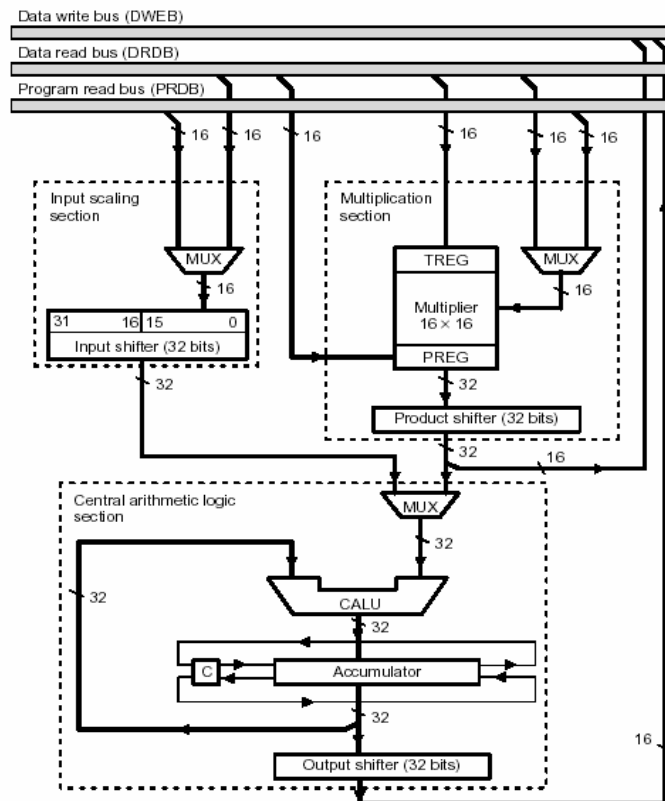 Data write bus (DWEB)
Data read bus (DRDB)
Program read bus (PRDB)
16
16
16
16
16
16
Input scaling
section
Multiplication
section
MUX
TREG
MUX
16
16
Multiplier
16 × 16
31
16
15
0
Input shifter (32 bits)
PREG
32
32
Product shifter (32 bits)
32
16
Central arithmetic logic
section
MUX
32
32
CALU
32
C
Accumulator
32
16
Output shifter (32 bits)